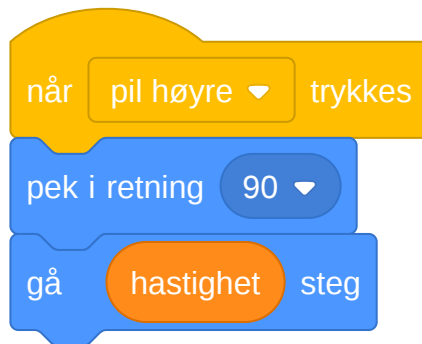 når pil høyre trykkes
pek i retning 90
gå hastighet steg